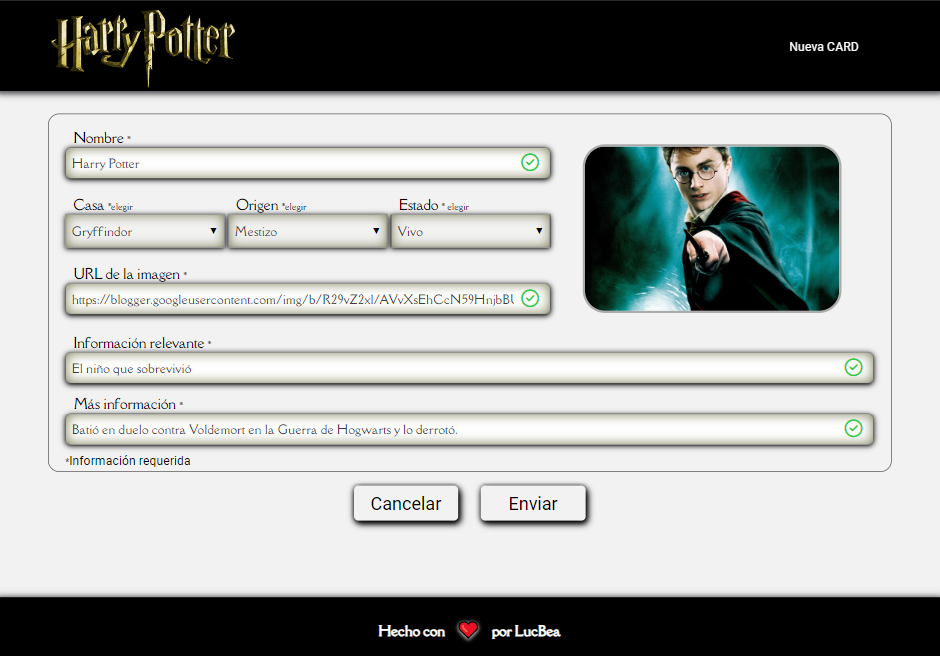 Harry Potter
Nueva CARD
Nombre *
Harry Potter
Casa *elegir Origen *elegir Estado * elegir
Gryffindor Mestizo Vivo
URL de la imagen *
https://blogger.googleusercontent.com/img/b/R29vZ2xl/AVvXsEhCcN59HnjbBU
Información relevante *
El niño que sobrevivió
Más información *
Batió en duelo contra Voldemort en la Guerra de Hogwarts y lo derrotó.
*Información requerida
Cancelar Enviar
Hecho con ❤ por LucBea